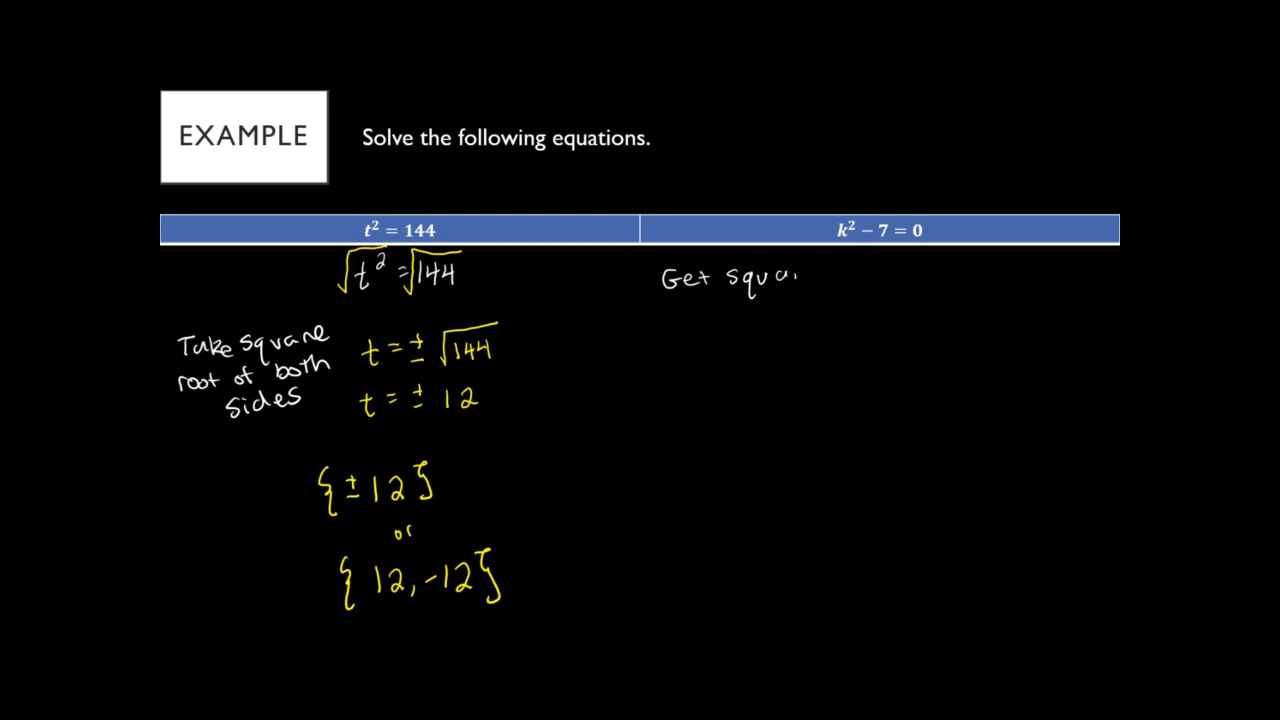 EXAMPLE
Solve the following equations.
t² = 144
k² − 7 = 0
√t² = √144
Take square
root of both
sides
t = ± √144
t = ± 12
{±12}
or
{12, -12}
Get squa